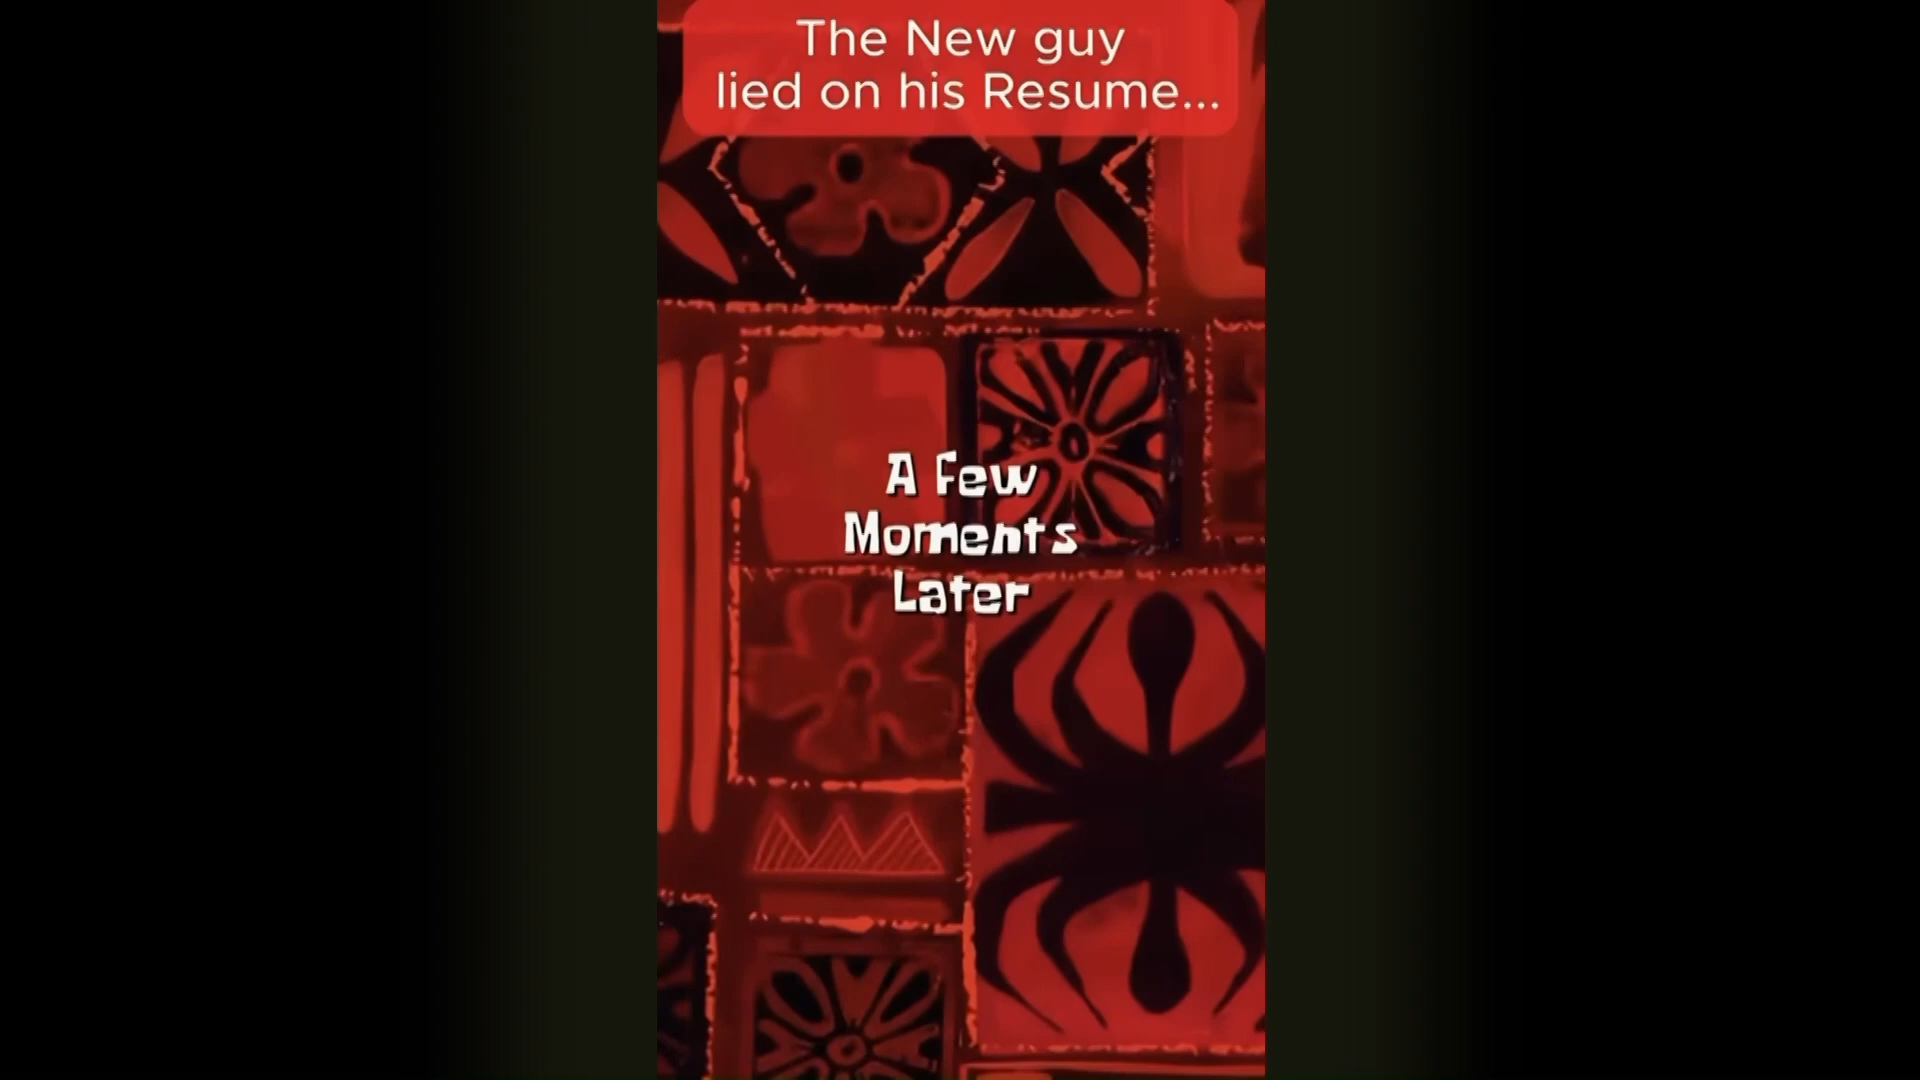 The New guy
lied on his Resume...
A Few
Moments
Later